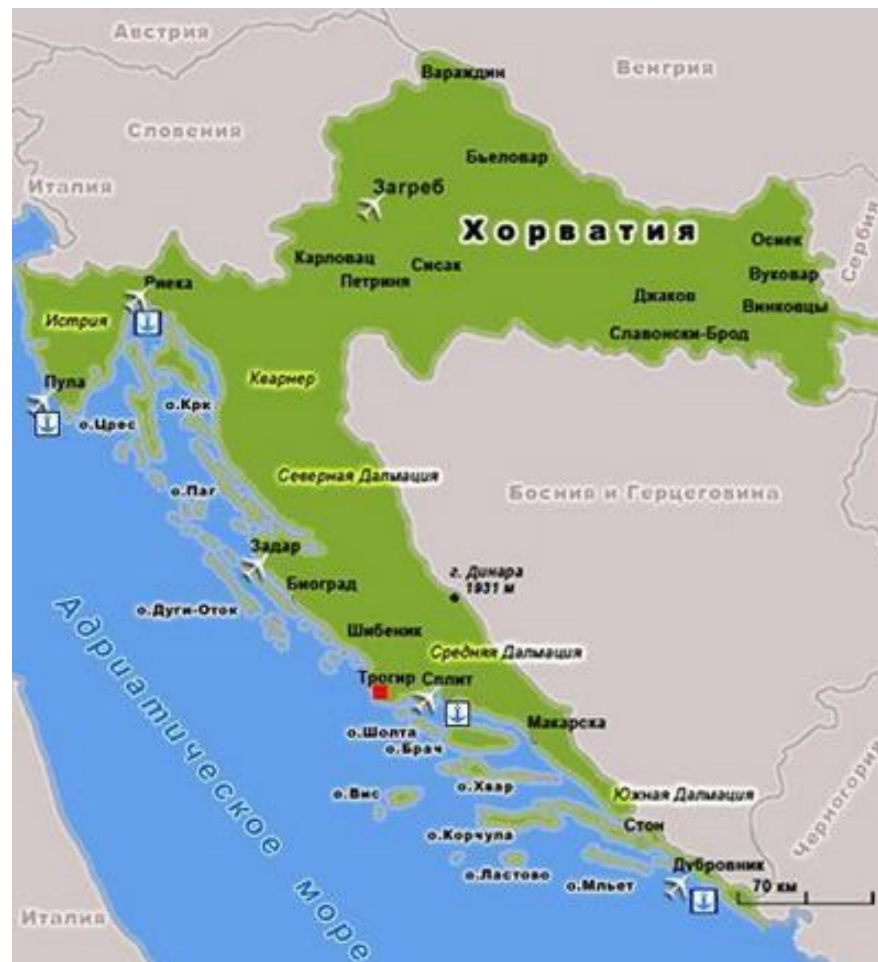 Австрия
Вараждин
Венгрия
Словения
Бьеловар
Италия
Загреб
Хорватия
Осиек
Сербия
Карловац
Сисак
Петриня
Вуковар
Риека
Джаков
Винковцы
Истрия
Славонски-Брод
Пула
Кварнер
о.Крк
о.Црес
Северная Далмация
о.Паг
Босния и Герцеговина
Задар
Биоград
г. Динара
1931 м
о.Дуги-Оток
Шибеник
Средняя Далмация
Адриатическое море
Трогир
Сплит
Макарска
о.Шолта
о.Брач
о.Хвар
о.Вис
Южная Далмация
Черногория
о.Корчула
Стон
Дубровник
о.Ластово
о.Мльет
70 км
Италия